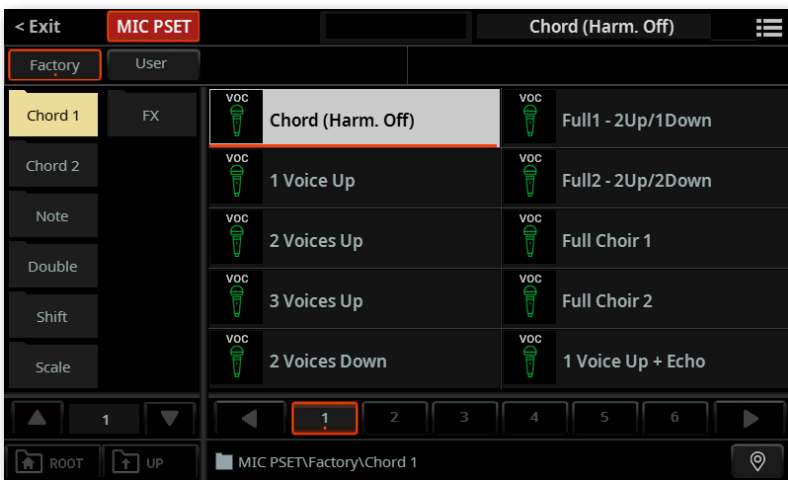 < Exit MIC PSET Chord (Harm. Off)
Factory User
Chord 1 FX
Chord 2
Note
Double
Shift
Scale
VOC Chord (Harm. Off) VOC Full1 - 2Up/1Down
VOC 1 Voice Up VOC Full2 - 2Up/2Down
VOC 2 Voices Up VOC Full Choir 1
VOC 3 Voices Up VOC Full Choir 2
VOC 2 Voices Down VOC 1 Voice Up + Echo
1 1 2 3 4 5 6
ROOT UP MIC PSET\Factory\Chord 1